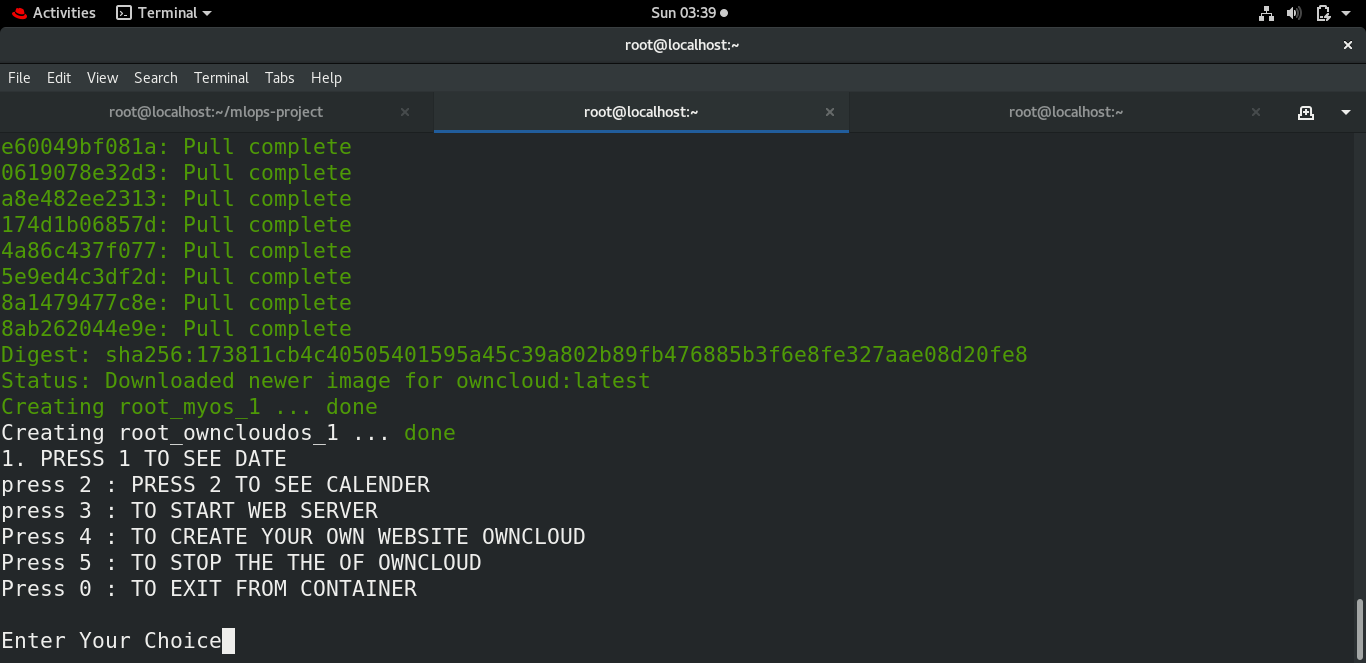 Activities Terminal Sun 03:39
root@localhost:~
File Edit View Search Terminal Tabs Help
root@localhost:~/mlops-project root@localhost:~ root@localhost:~
e60049bf081a: Pull complete
0619078e32d3: Pull complete
a8e482ee2313: Pull complete
174d1b06857d: Pull complete
4a86c437f077: Pull complete
5e9ed4c3df2d: Pull complete
8a1479477c8e: Pull complete
8ab262044e9e: Pull complete
Digest: sha256:173811cb4c40505401595a45c39a802b89fb476885b3f6e8fe327aae08d20fe8
Status: Downloaded newer image for owncloud:latest
Creating root_myos_1 ... done
Creating root_owncloudos_1 ... done
1. PRESS 1 TO SEE DATE
press 2 : PRESS 2 TO SEE CALENDER
press 3 : TO START WEB SERVER
Press 4 : TO CREATE YOUR OWN WEBSITE OWNCLOUD
Press 5 : TO STOP THE THE OF OWNCLOUD
Press 0 : TO EXIT FROM CONTAINER
Enter Your Choice